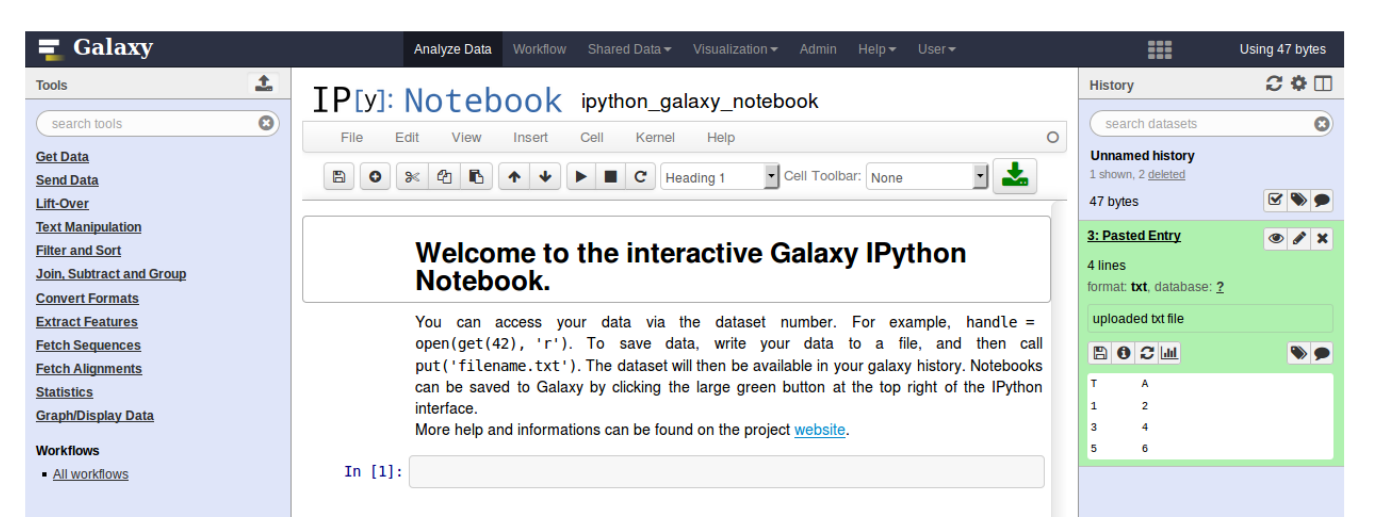 Galaxy
Analyze Data Workflow Shared Data Visualization Admin Help User
Using 47 bytes
Tools
search tools
Get Data
Send Data
Lift-Over
Text Manipulation
Filter and Sort
Join, Subtract and Group
Convert Formats
Extract Features
Fetch Sequences
Fetch Alignments
Statistics
Graph/Display Data
Workflows
All workflows
IP[y]: Notebook ipython_galaxy_notebook
File Edit View Insert Cell Kernel Help
Heading 1 Cell Toolbar: None
Welcome to the interactive Galaxy IPython
Notebook.
You can access your data via the dataset number. For example, handle =
open(get(42), 'r'). To save data, write your data to a file, and then call
put('filename.txt'). The dataset will then be available in your galaxy history. Notebooks
can be saved to Galaxy by clicking the large green button at the top right of the IPython
interface.
More help and informations can be found on the project website.
In [1]:
History
search datasets
Unnamed history
1 shown, 2 deleted
47 bytes
3: Pasted Entry
4 lines
format: txt, database: ?
uploaded txt file
T A
1 2
3 4
5 6